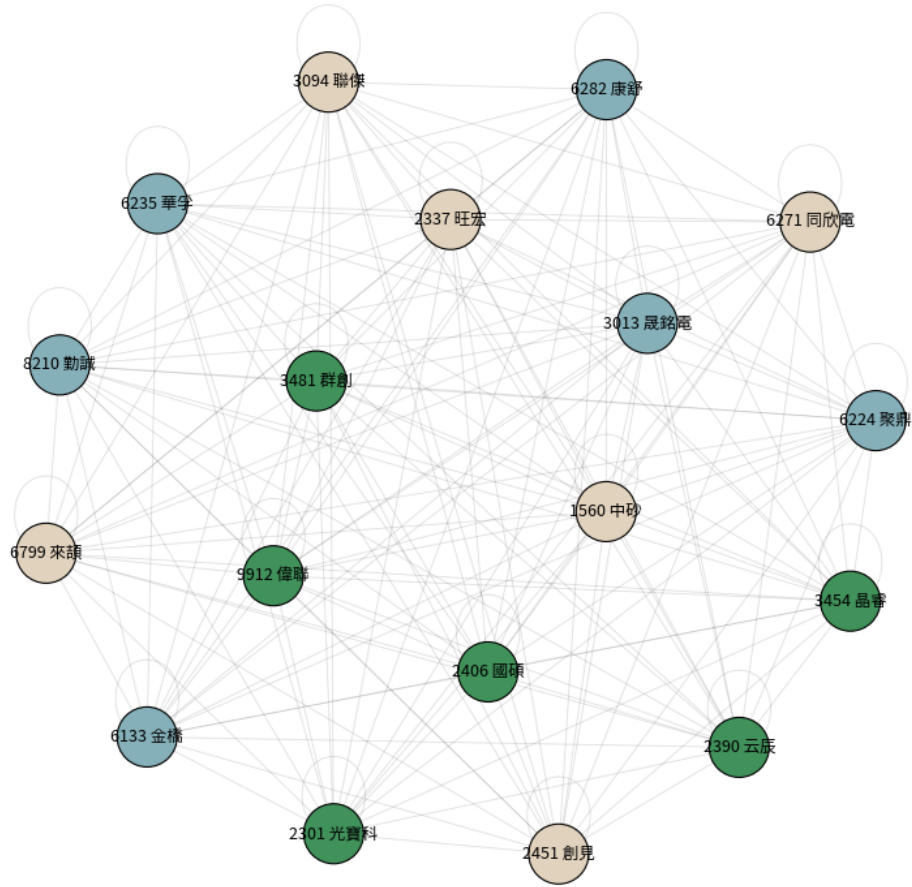 3094 聯傑
6282 康舒
6235 華孚
2337 旺宏
6271 同欣電
3013 晟銘電
8210 勤誠
3481 群創
6224 聚鼎
1560 中砂
6799 來頡
9912 偉聯
3454 晶睿
2406 國碩
6133 金橋
2390 云辰
2301 光寶科
2451 創見